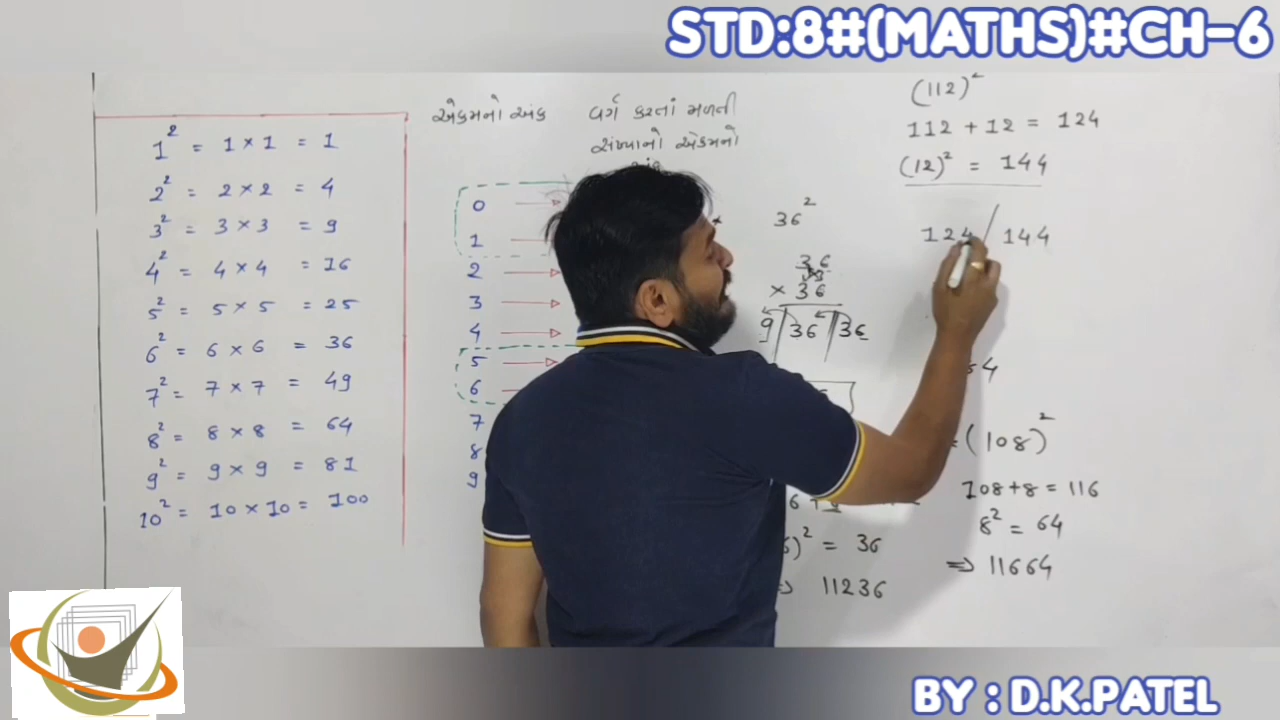 STD:8#(MATHS)#CH-6
1² = 1 × 1 = 1
2² = 2 × 2 = 4
3² = 3 × 3 = 9
4² = 4 × 4 = 16
5² = 5 × 5 = 25
6² = 6 × 6 = 36
7² = 7 × 7 = 49
8² = 8 × 8 = 64
9² = 9 × 9 = 81
10² = 10 × 10 = 100
એકમનો અંક
વર્ગ કરતાં મળતી
સંખ્યાનો એકમનો
0
1
2
3
4
5
6
7
8
9
36²
36
× 36
9/36/36
)² = 36
11236
(112)²
112 + 12 = 124
(12)² = 144
124/144
= (108)²
108+8 = 116
8² = 64
⇒ 11664
BY : D.K.PATEL